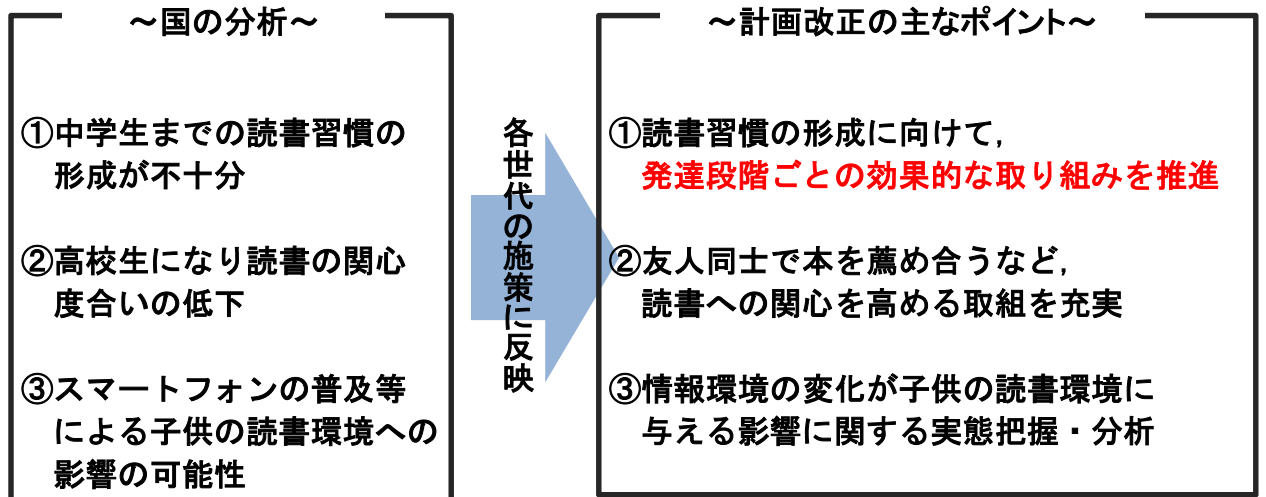 ～国の分析～
①中学生までの読書習慣の
形成が不十分
②高校生になり読書の関心
度合いの低下
③スマートフォンの普及等
による子供の読書環境への
影響の可能性
各世代の施策に反映
～計画改正の主なポイント～
①読書習慣の形成に向けて，
発達段階ごとの効果的な取り組みを推進
②友人同士で本を薦め合うなど，
読書への関心を高める取組を充実
③情報環境の変化が子供の読書環境に
与える影響に関する実態把握・分析